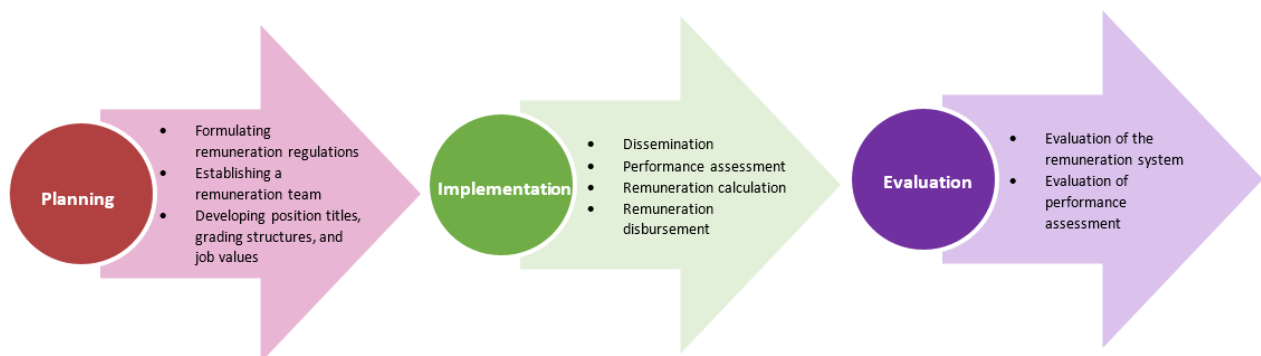 Planning
• Formulating
remuneration regulations
• Establishing a
remuneration team
• Developing position titles,
grading structures, and
job values
Implementation
• Dissemination
• Performance assessment
• Remuneration calculation
• Remuneration
disbursement
Evaluation
• Evaluation of the
remuneration system
• Evaluation of
performance
assessment